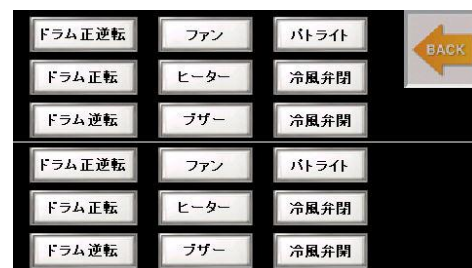 ドラム正逆転 ファン パトライト BACK
ドラム正転 ヒーター 冷風弁閉
ドラム逆転 ブザー 冷風弁開
ドラム正逆転 ファン パトライト
ドラム正転 ヒーター 冷風弁閉
ドラム逆転 ブザー 冷風弁開